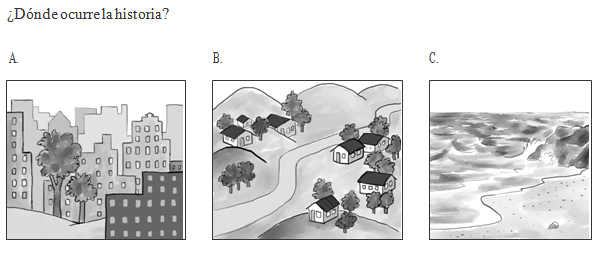 ¿Dónde ocurre la historia?
A. B. C.